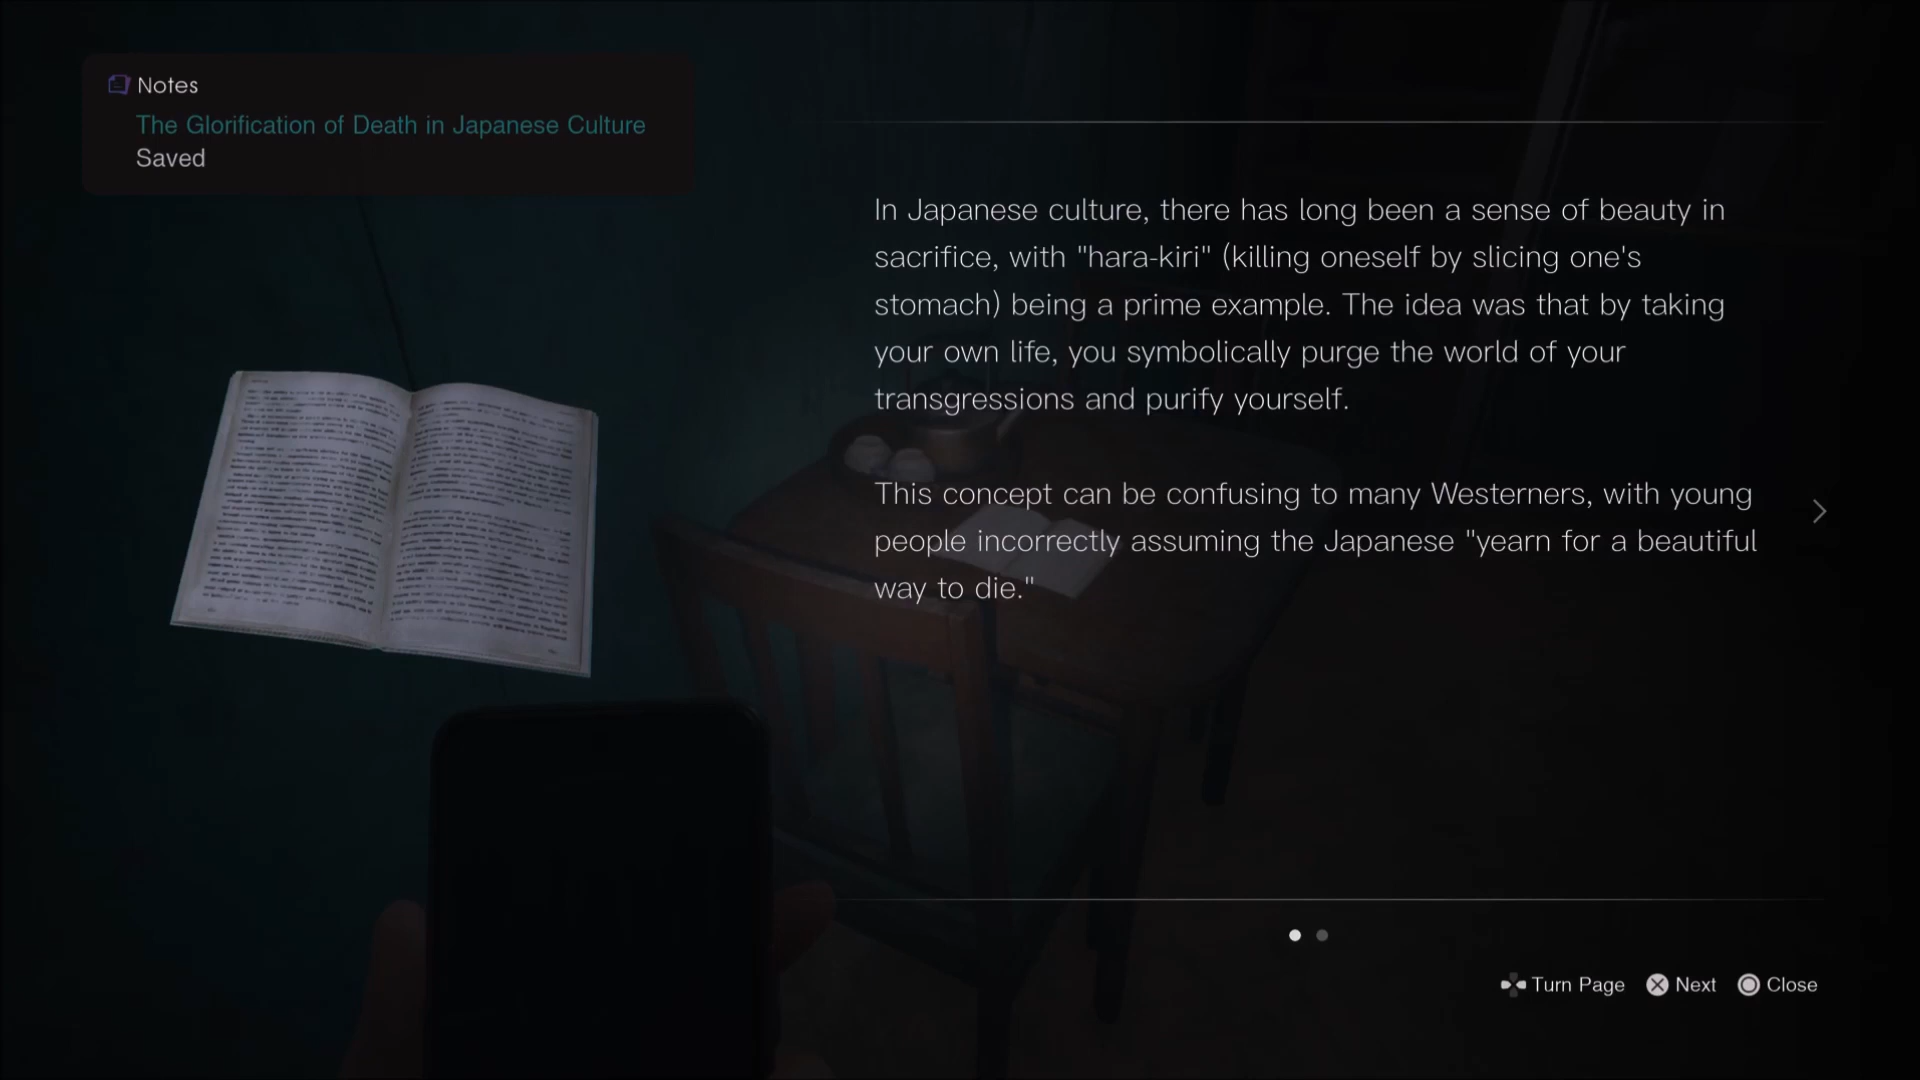 Notes
The Glorification of Death in Japanese Culture
Saved
In Japanese culture, there has long been a sense of beauty in
sacrifice, with "hara-kiri" (killing oneself by slicing one's
stomach) being a prime example. The idea was that by taking
your own life, you symbolically purge the world of your
transgressions and purify yourself.
This concept can be confusing to many Westerners, with young
people incorrectly assuming the Japanese "yearn for a beautiful
way to die."
Turn Page Next Close